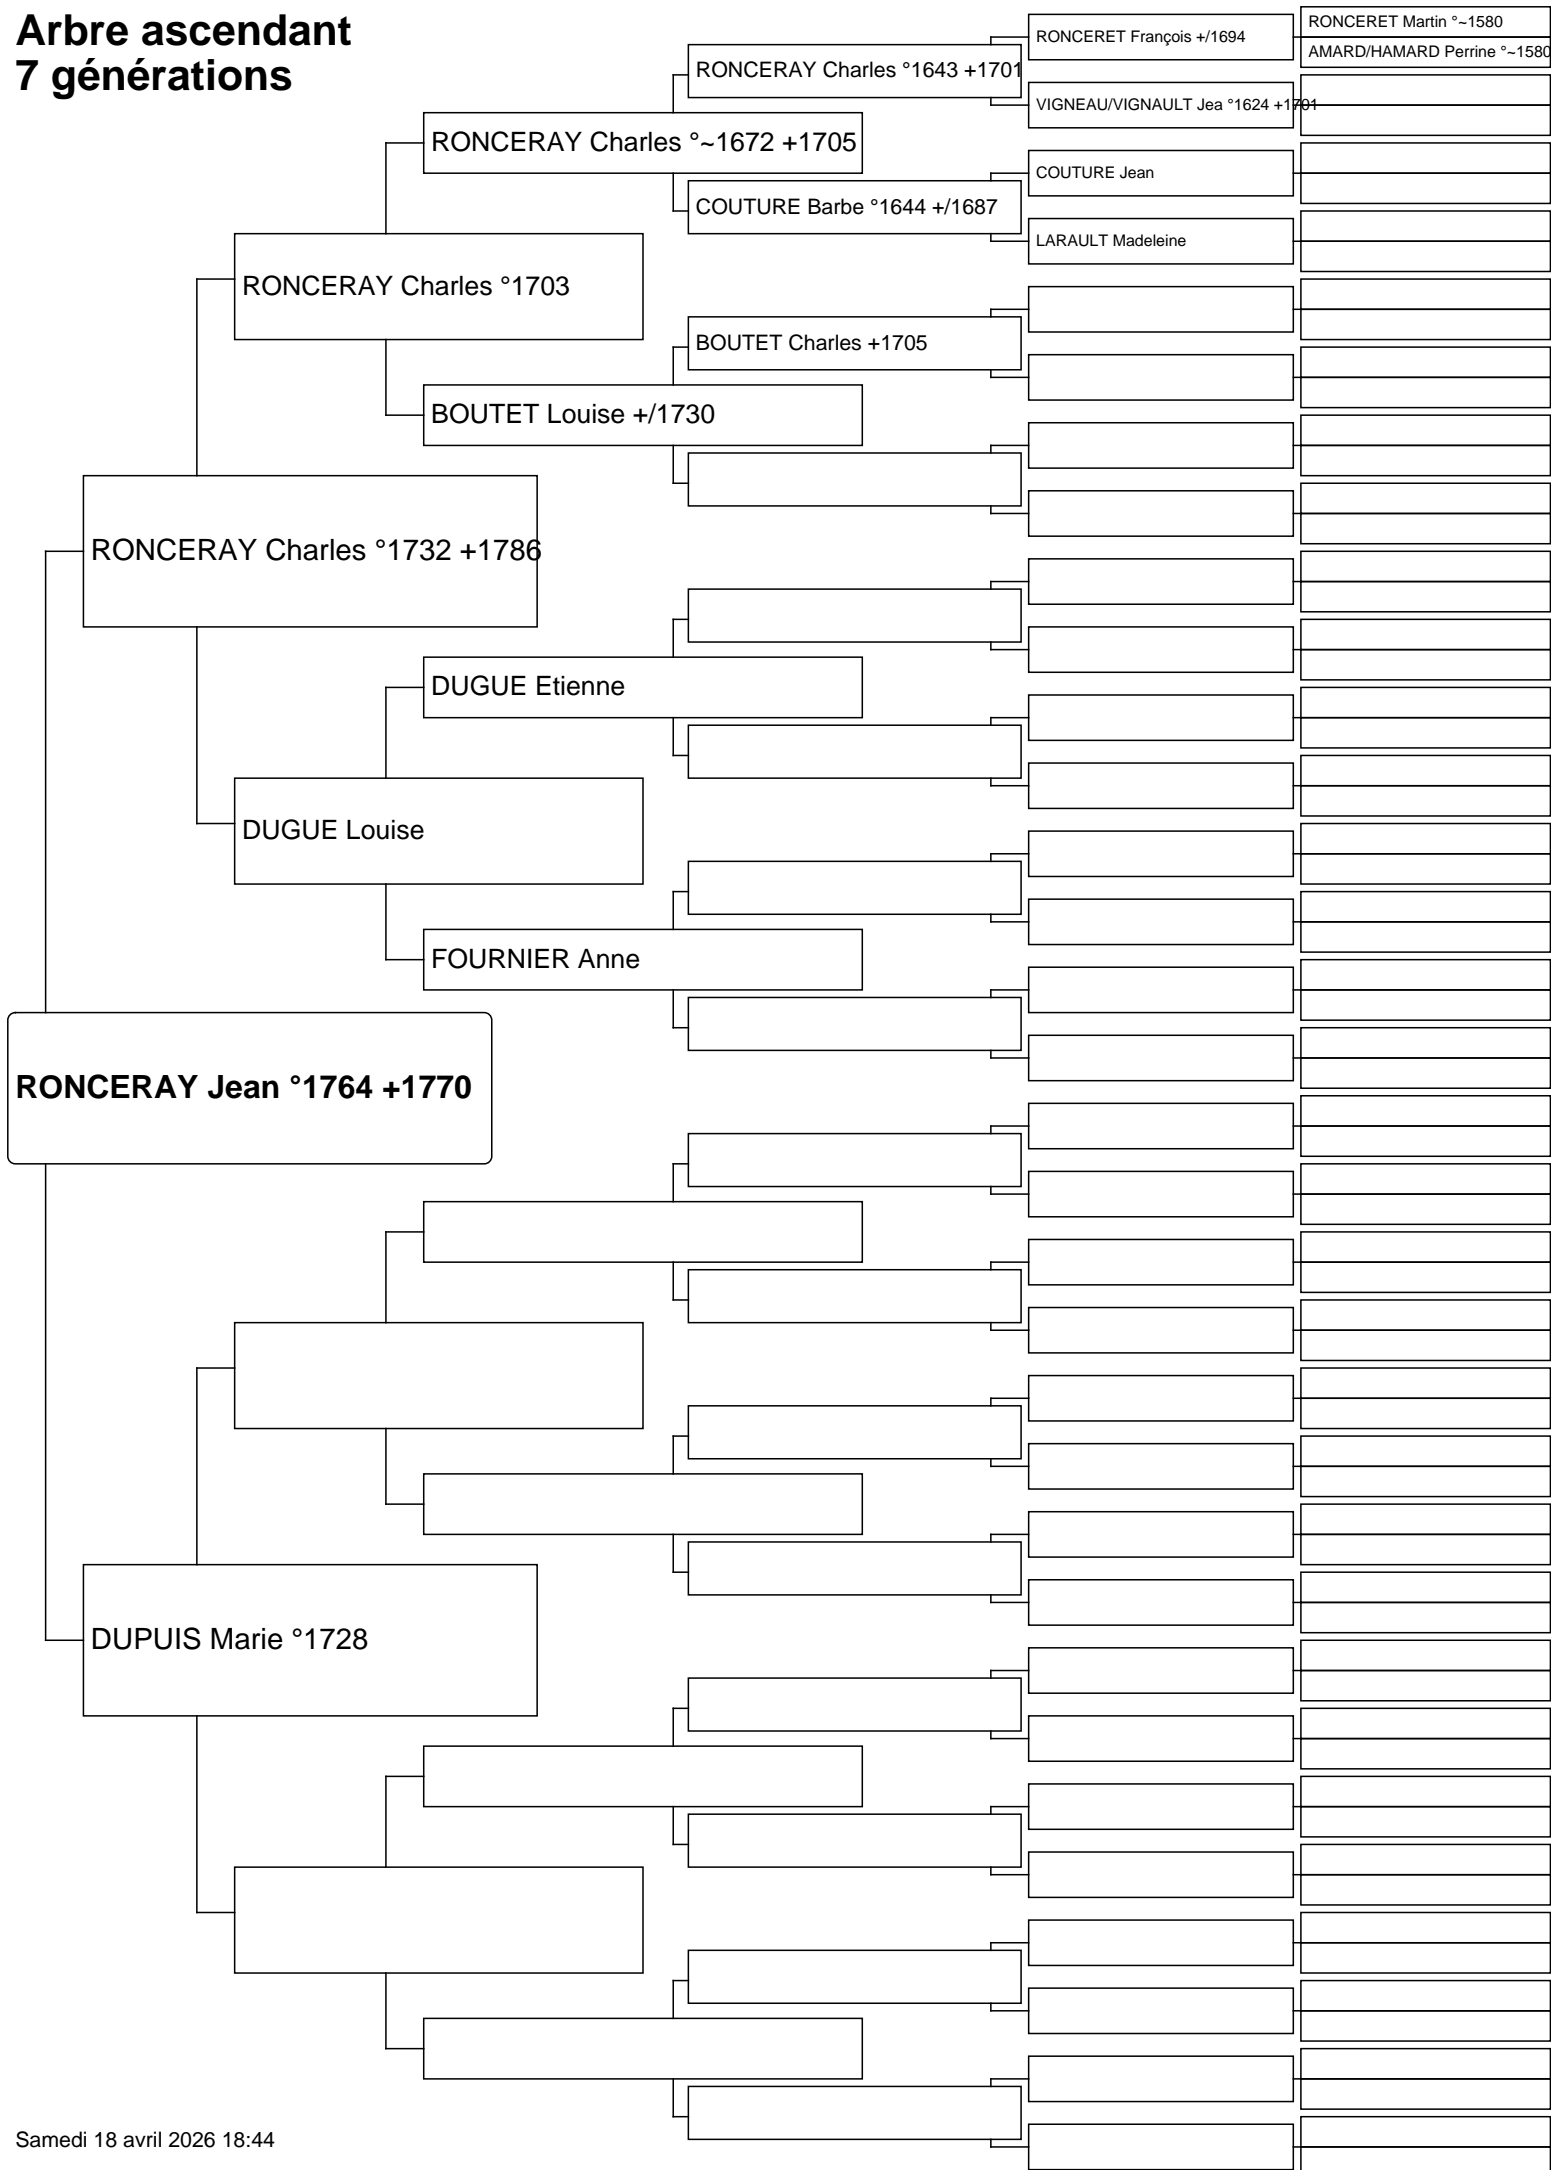 Arbre ascendant
7 générations
RONCERET Martin °~1580
RONCERET François +/1694
AMARD/HAMARD Perrine °~1580
RONCERAY Charles °1643 +1701
VIGNEAU/VIGNAULT Jea °1624 +1701
RONCERAY Charles °~1672 +1705
COUTURE Jean
COUTURE Barbe °1644 +/1687
LARAULT Madeleine
RONCERAY Charles °1703
BOUTET Charles +1705
BOUTET Louise +/1730
RONCERAY Charles °1732 +1786
DUGUE Etienne
DUGUE Louise
FOURNIER Anne
RONCERAY Jean °1764 +1770
DUPUIS Marie °1728
Samedi 18 avril 2026 18:44